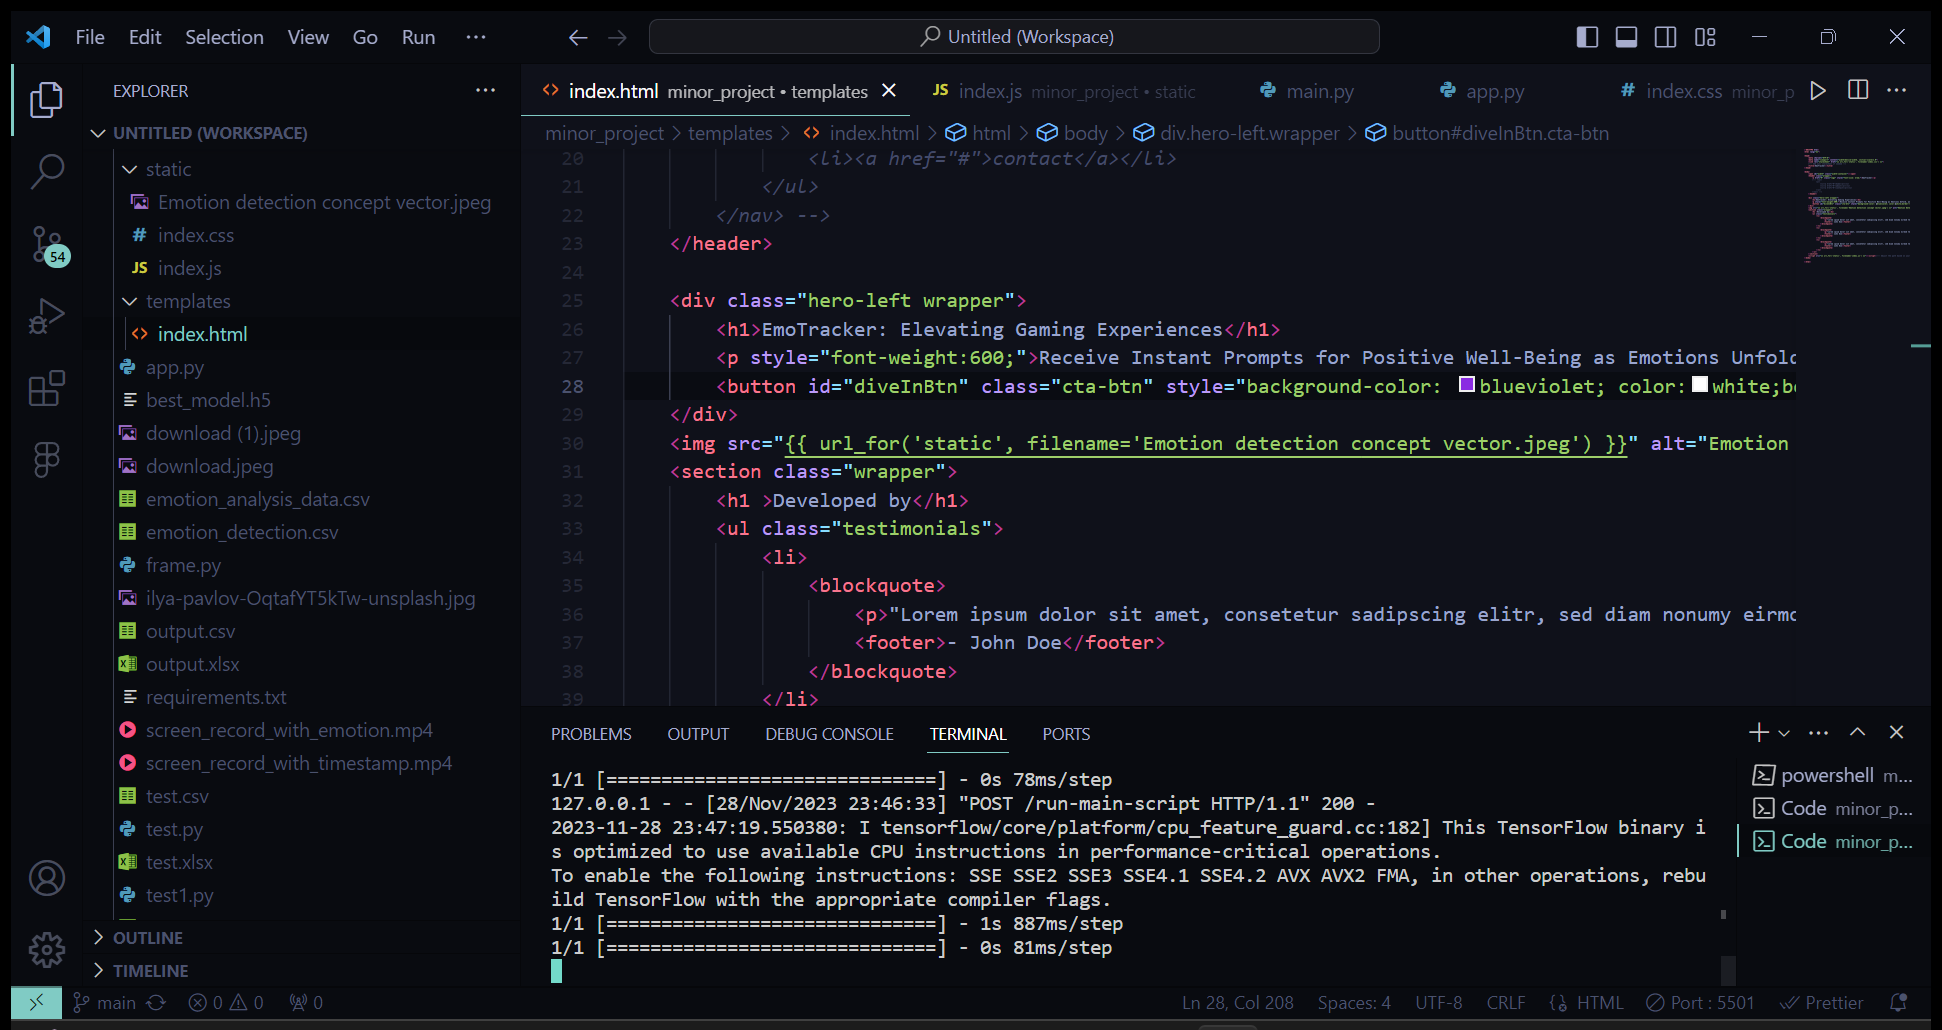 File Edit Selection View Go Run ··· Untitled (Workspace)
EXPLORER ···
UNTITLED (WORKSPACE)
static
Emotion detection concept vector.jpeg
# index.css
JS index.js
templates
<> index.html
app.py
best_model.h5
download (1).jpeg
download.jpeg
emotion_analysis_data.csv
emotion_detection.csv
frame.py
ilya-pavlov-OqtafYT5kTw-unsplash.jpg
output.csv
output.xlsx
requirements.txt
screen_record_with_emotion.mp4
screen_record_with_timestamp.mp4
test.csv
test.py
test.xlsx
test1.py
OUTLINE
TIMELINE
54
<> index.html minor_project • templates JS index.js minor_project • static main.py app.py # index.css minor_p
minor_project > templates > <> index.html > html > body > div.hero-left.wrapper > button#diveInBtn.cta-btn
20 <li><a href="#">contact</a></li>
21 </ul>
22 </nav> -->
23 </header>
24
25 <div class="hero-left wrapper">
26 <h1>EmoTracker: Elevating Gaming Experiences</h1>
27 <p style="font-weight:600;">Receive Instant Prompts for Positive Well-Being as Emotions Unfol
28 <button id="diveInBtn" class="cta-btn" style="background-color: blueviolet; color: white;b
29 </div>
30 <img src="{{ url_for('static', filename='Emotion detection concept vector.jpeg') }}" alt="Emotion
31 <section class="wrapper">
32 <h1 >Developed by</h1>
33 <ul class="testimonials">
34 <li>
35 <blockquote>
36 <p>"Lorem ipsum dolor sit amet, consetetur sadipscing elitr, sed diam nonumy eirmo
37 <footer>- John Doe</footer>
38 </blockquote>
39 </li>
PROBLEMS OUTPUT DEBUG CONSOLE TERMINAL PORTS
1/1 [==============================] - 0s 78ms/step
127.0.0.1 - - [28/Nov/2023 23:46:33] "POST /run-main-script HTTP/1.1" 200 -
2023-11-28 23:47:19.550380: I tensorflow/core/platform/cpu_feature_guard.cc:182] This TensorFlow binary i
s optimized to use available CPU instructions in performance-critical operations.
To enable the following instructions: SSE SSE2 SSE3 SSE4.1 SSE4.2 AVX AVX2 FMA, in other operations, rebu
ild TensorFlow with the appropriate compiler flags.
1/1 [==============================] - 1s 887ms/step
1/1 [==============================] - 0s 81ms/step
powershell m...
Code minor_p...
Code minor_p...
main 0 0 0 Ln 28, Col 208 Spaces: 4 UTF-8 CRLF HTML Port : 5501 Prettier